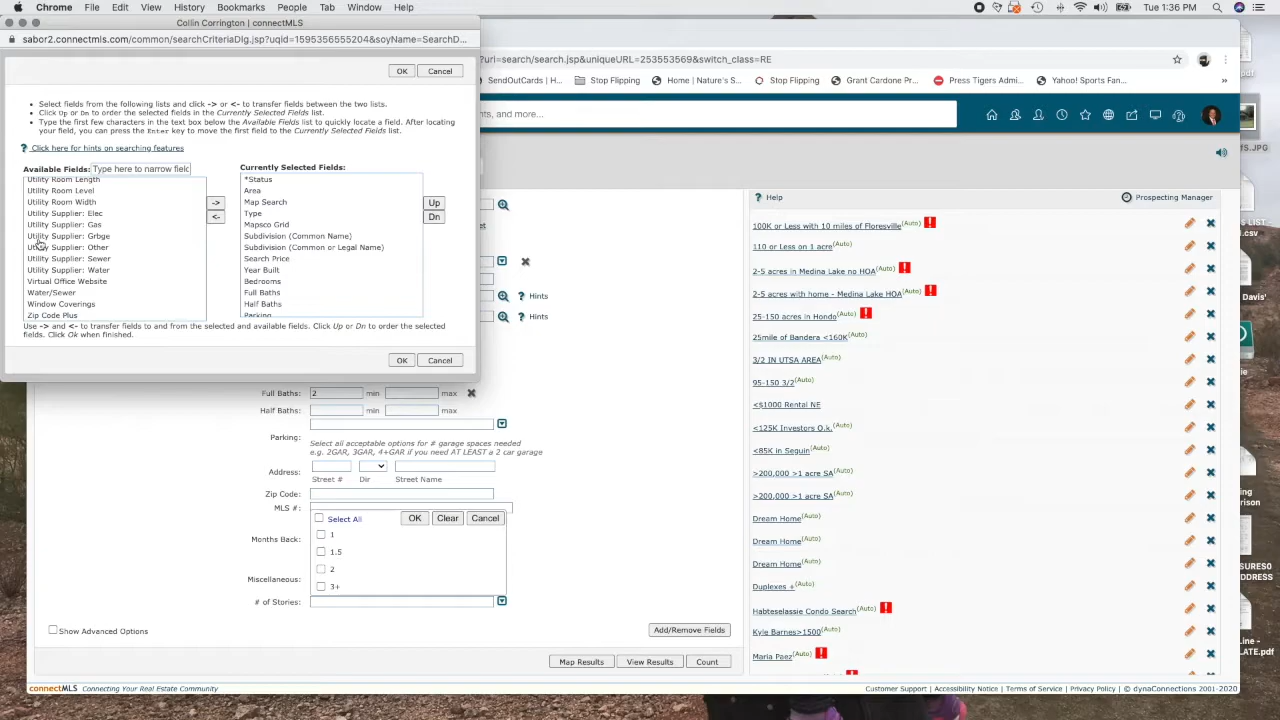 Chrome File Edit View History Bookmarks People Tab Window Help
Tue 1:36 PM
Collin Corrington | connectMLS
sabor2.connectmls.com/common/searchCriteriaDlg.jsp?uqid=1595356555204&soyName=SearchD...
?uri=search/search.jsp&uniqueURL=253553569&switch_class=RE
SendOutCards | H... Stop Flipping Home | Nature's S... Stop Flipping Grant Cardone Pr... Press Tigers Admi... Yahoo! Sports Fan... »
OK Cancel
Select fields from the following lists and click -> or <- to transfer fields between the two lists.
Click Up or Dn to order the selected fields in the Currently Selected Fields list.
Type the first few characters in the text box below the Available Fields list to quickly locate a field. After locating
your field, you can press the Enter key to move the first field to the Currently Selected Fields list.
? Click here for hints on searching features
Available Fields: Type here to narrow field
Currently Selected Fields:
Utility Room Length
Utility Room Level
Utility Room Width
Utility Supplier: Elec
Utility Supplier: Gas
Utility Supplier: Grbge
Utility Supplier: Other
Utility Supplier: Sewer
Utility Supplier: Water
Virtual Office Website
Water/Sewer
Window Coverings
Zip Code Plus
->
<-
*Status
Area
Map Search
Type
Mapsco Grid
Subdivision (Common Name)
Subdivision (Common or Legal Name)
Search Price
Year Built
Bedrooms
Full Baths
Half Baths
Parking
Up
Dn
Use -> and <- to transfer fields to and from the selected and available fields. Click Up or Dn to order the selected
fields. Click Ok when finished.
OK Cancel
nts, and more...
? Hints
? Hints
Full Baths: 2 min max
Half Baths: min max
Parking:
Select all acceptable options for # garage spaces needed
e.g. 2GAR, 3GAR, 4+GAR if you need AT LEAST a 2 car garage
Address:
Street # Dir Street Name
Zip Code:
MLS #:
Select All OK Clear Cancel
Months Back:
1
1.5
2
3+
Miscellaneous:
# of Stories:
Show Advanced Options
Add/Remove Fields
Map Results View Results Count
? Help Prospecting Manager
100K or Less with 10 miles of Floresville (Auto)
110 or Less on 1 acre (Auto)
2-5 acres in Medina Lake no HOA (Auto)
2-5 acres with home - Medina Lake HOA (Auto)
25-150 acres in Hondo (Auto)
25mile of Bandera <160K (Auto)
3/2 IN UTSA AREA (Auto)
95-150 3/2 (Auto)
<$1000 Rental NE
<125K Investors O.k. (Auto)
<85K in Seguin (Auto)
>200,000 >1 acre SA (Auto)
>200,000 >1 acre SA (Auto)
Dream Home (Auto)
Dream Home (Auto)
Dream Home (Auto)
Duplexes + (Auto)
Habteselassie Condo Search (Auto)
Kyle Barnes>1500 (Auto)
Maria Paez (Auto)
connectMLS Connecting Your Real Estate Community
Customer Support | Accessibility Notice | Terms of Service | Privacy Policy | © dynaConnections 2001-2020
.pdf
fS.JPG
.csv
Davis'
SURES0
ADDRESS
Line -
LATE.pdf